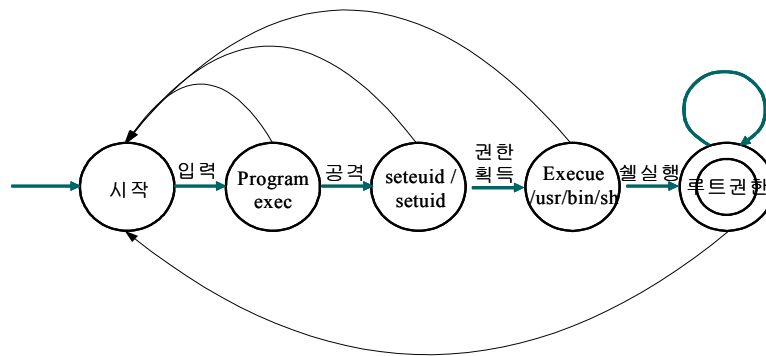 시작
입력
Program
exec
공격
seteuid /
setuid
권한
획득
Execue
/usr/bin/sh
쉘실행
루트권한